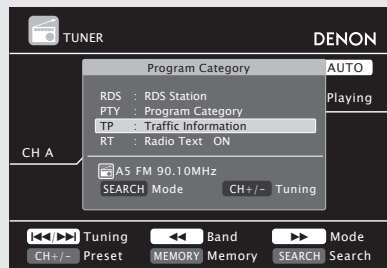 TUNER
DENON
Program Category
AUTO
RDS : RDS Station
Playing
PTY : Program Category
TP : Traffic Information
RT : Radio Text ON
CH A
A5 FM 90.10MHz
SEARCH Mode CH+/- Tuning
⏮/⏭ Tuning ◀◀ Band ▶▶ Mode
CH+/- Preset MEMORY Memory SEARCH Search